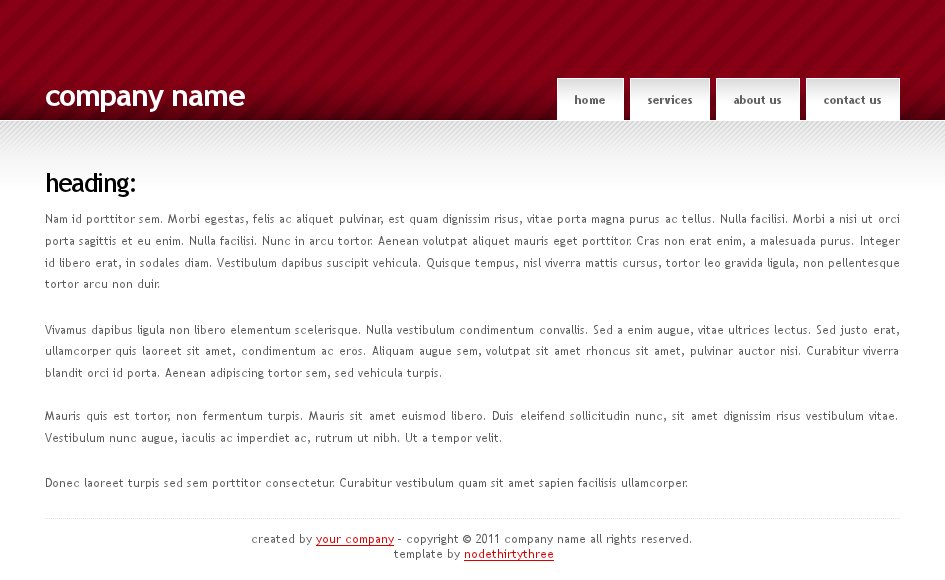 company name
home services about us contact us
heading:
Nam id porttitor sem. Morbi egestas, felis ac aliquet pulvinar, est quam dignissim risus, vitae porta magna purus ac tellus. Nulla facilisi. Morbi a nisi ut orci
porta sagittis et eu enim. Nulla facilisi. Nunc in arcu tortor. Aenean volutpat aliquet mauris eget porttitor. Cras non erat enim, a malesuada purus. Integer
id libero erat, in sodales diam. Vestibulum dapibus suscipit vehicula. Quisque tempus, nisl viverra mattis cursus, tortor leo gravida ligula, non pellentesque
tortor arcu non duir.
Vivamus dapibus ligula non libero elementum scelerisque. Nulla vestibulum condimentum convallis. Sed a enim augue, vitae ultrices lectus. Sed justo erat,
ullamcorper quis laoreet sit amet, condimentum ac eros. Aliquam augue sem, volutpat sit amet rhoncus sit amet, pulvinar auctor nisi. Curabitur viverra
blandit orci id porta. Aenean adipiscing tortor sem, sed vehicula turpis.
Mauris quis est tortor, non fermentum turpis. Mauris sit amet euismod libero. Duis eleifend sollicitudin nunc, sit amet dignissim risus vestibulum vitae.
Vestibulum nunc augue, iaculis ac imperdiet ac, rutrum ut nibh. Ut a tempor velit.
Donec laoreet turpis sed sem porttitor consectetur. Curabitur vestibulum quam sit amet sapien facilisis ullamcorper.
created by your company - copyright © 2011 company name all rights reserved.
template by nodethirtythree